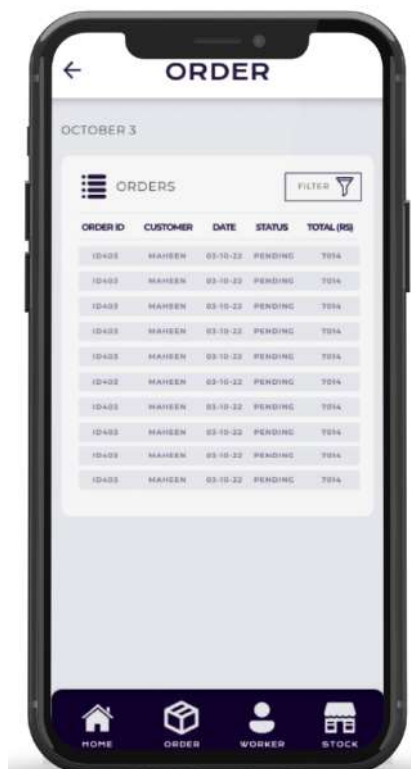 ORDER
OCTOBER 3
ORDERS FILTER
ORDER ID CUSTOMER DATE STATUS TOTAL (RS)
ID403 MAHEEN 03-10-22 PENDING 7014
ID403 MAHEEN 03-10-22 PENDING 7014
ID403 MAHEEN 03-10-22 PENDING 7014
ID403 MAHEEN 03-10-22 PENDING 7014
ID403 MAHEEN 03-10-22 PENDING 7014
ID403 MAHEEN 03-10-22 PENDING 7014
ID403 MAHEEN 03-10-22 PENDING 7014
ID403 MAHEEN 03-10-22 PENDING 7014
ID403 MAHEEN 03-10-22 PENDING 7014
ID403 MAHEEN 03-10-22 PENDING 7014
HOME ORDER WORKER STOCK